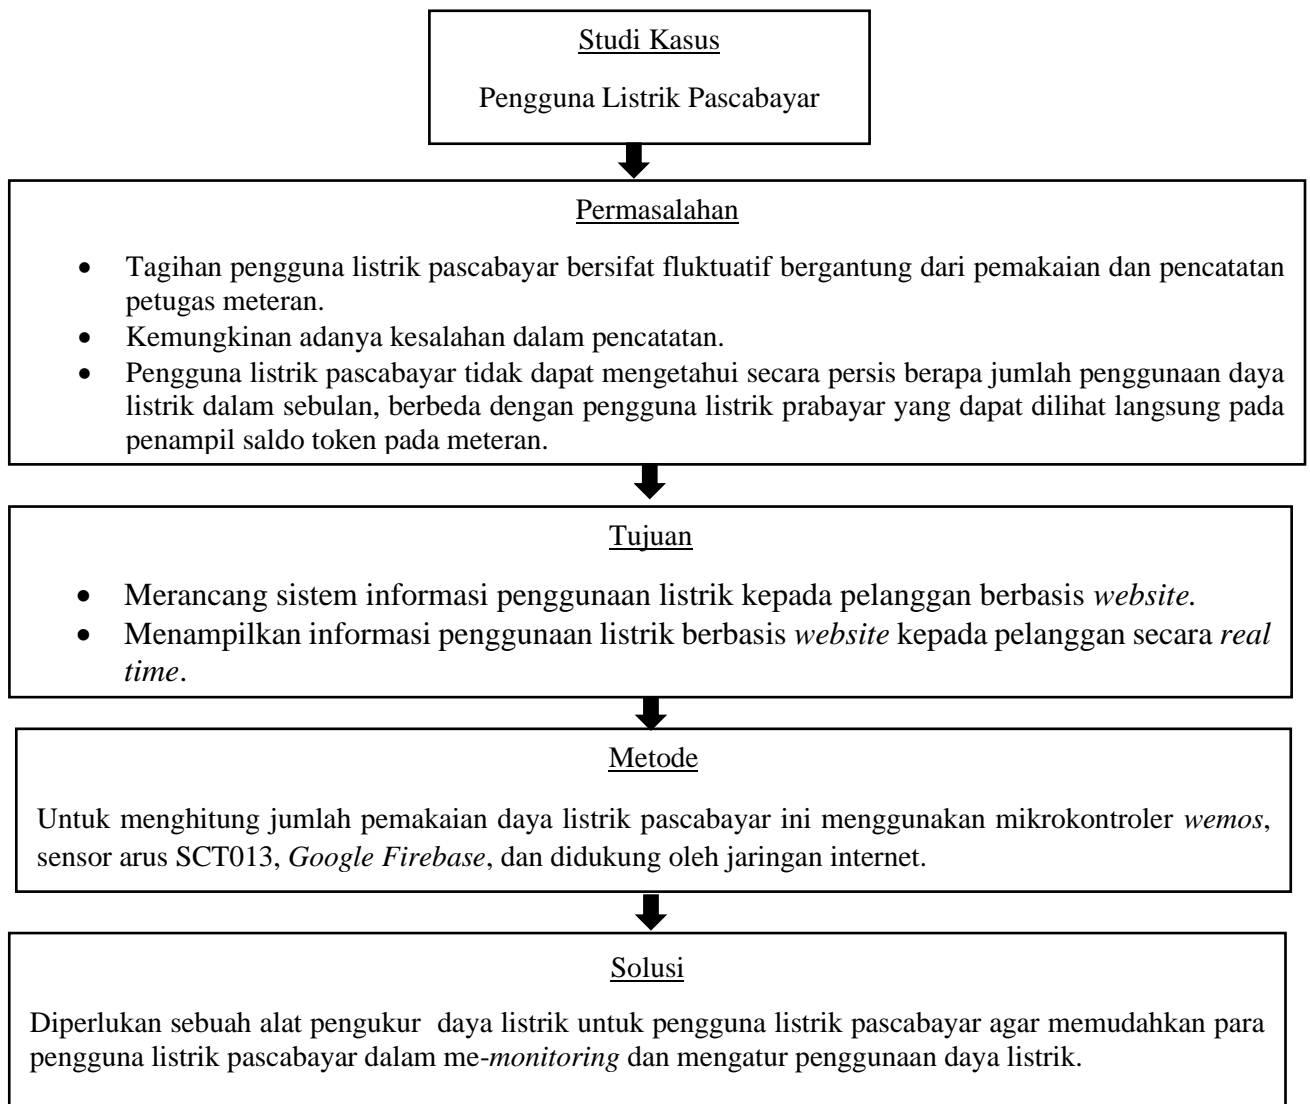 Studi Kasus
Pengguna Listrik Pascabayar
Permasalahan
• Tagihan pengguna listrik pascabayar bersifat fluktuatif bergantung dari pemakaian dan pencatatan
petugas meteran.
• Kemungkinan adanya kesalahan dalam pencatatan.
• Pengguna listrik pascabayar tidak dapat mengetahui secara persis berapa jumlah penggunaan daya
listrik dalam sebulan, berbeda dengan pengguna listrik prabayar yang dapat dilihat langsung pada
penampil saldo token pada meteran.
Tujuan
• Merancang sistem informasi penggunaan listrik kepada pelanggan berbasis website.
• Menampilkan informasi penggunaan listrik berbasis website kepada pelanggan secara real
time.
Metode
Untuk menghitung jumlah pemakaian daya listrik pascabayar ini menggunakan mikrokontroler wemos,
sensor arus SCT013, Google Firebase, dan didukung oleh jaringan internet.
Solusi
Diperlukan sebuah alat pengukur daya listrik untuk pengguna listrik pascabayar agar memudahkan para
pengguna listrik pascabayar dalam me-monitoring dan mengatur penggunaan daya listrik.